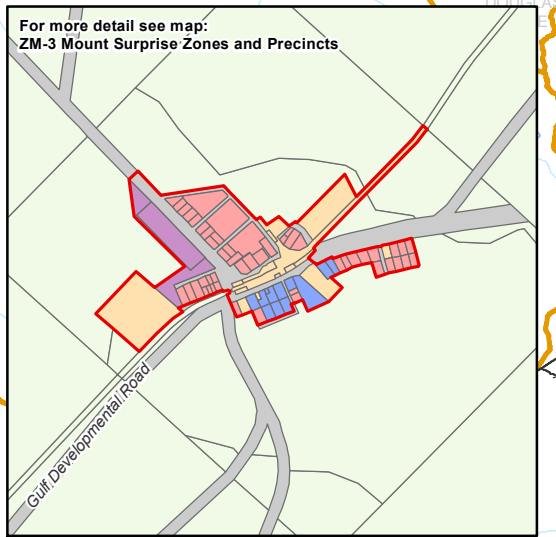 For more detail see map:
ZM-3 Mount Surprise Zones and Precincts
Gulf Developmental Road